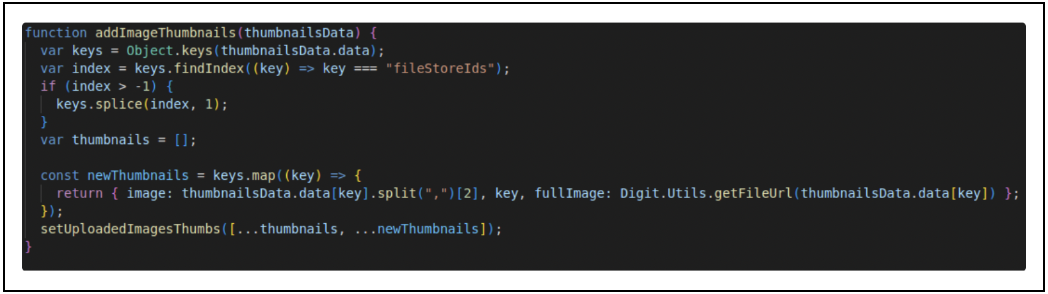 function addImageThumbnails(thumbnailsData) {
  var keys = Object.keys(thumbnailsData.data);
  var index = keys.findIndex((key) => key === "fileStoreIds");
  if (index > -1) {
    keys.splice(index, 1);
  }
  var thumbnails = [];

  const newThumbnails = keys.map((key) => {
    return { image: thumbnailsData.data[key].split(",")[2], key, fullImage: Digit.Utils.getFileUrl(thumbnailsData.data[key]) };
  });
  setUploadedImagesThumbs([...thumbnails, ...newThumbnails]);
}